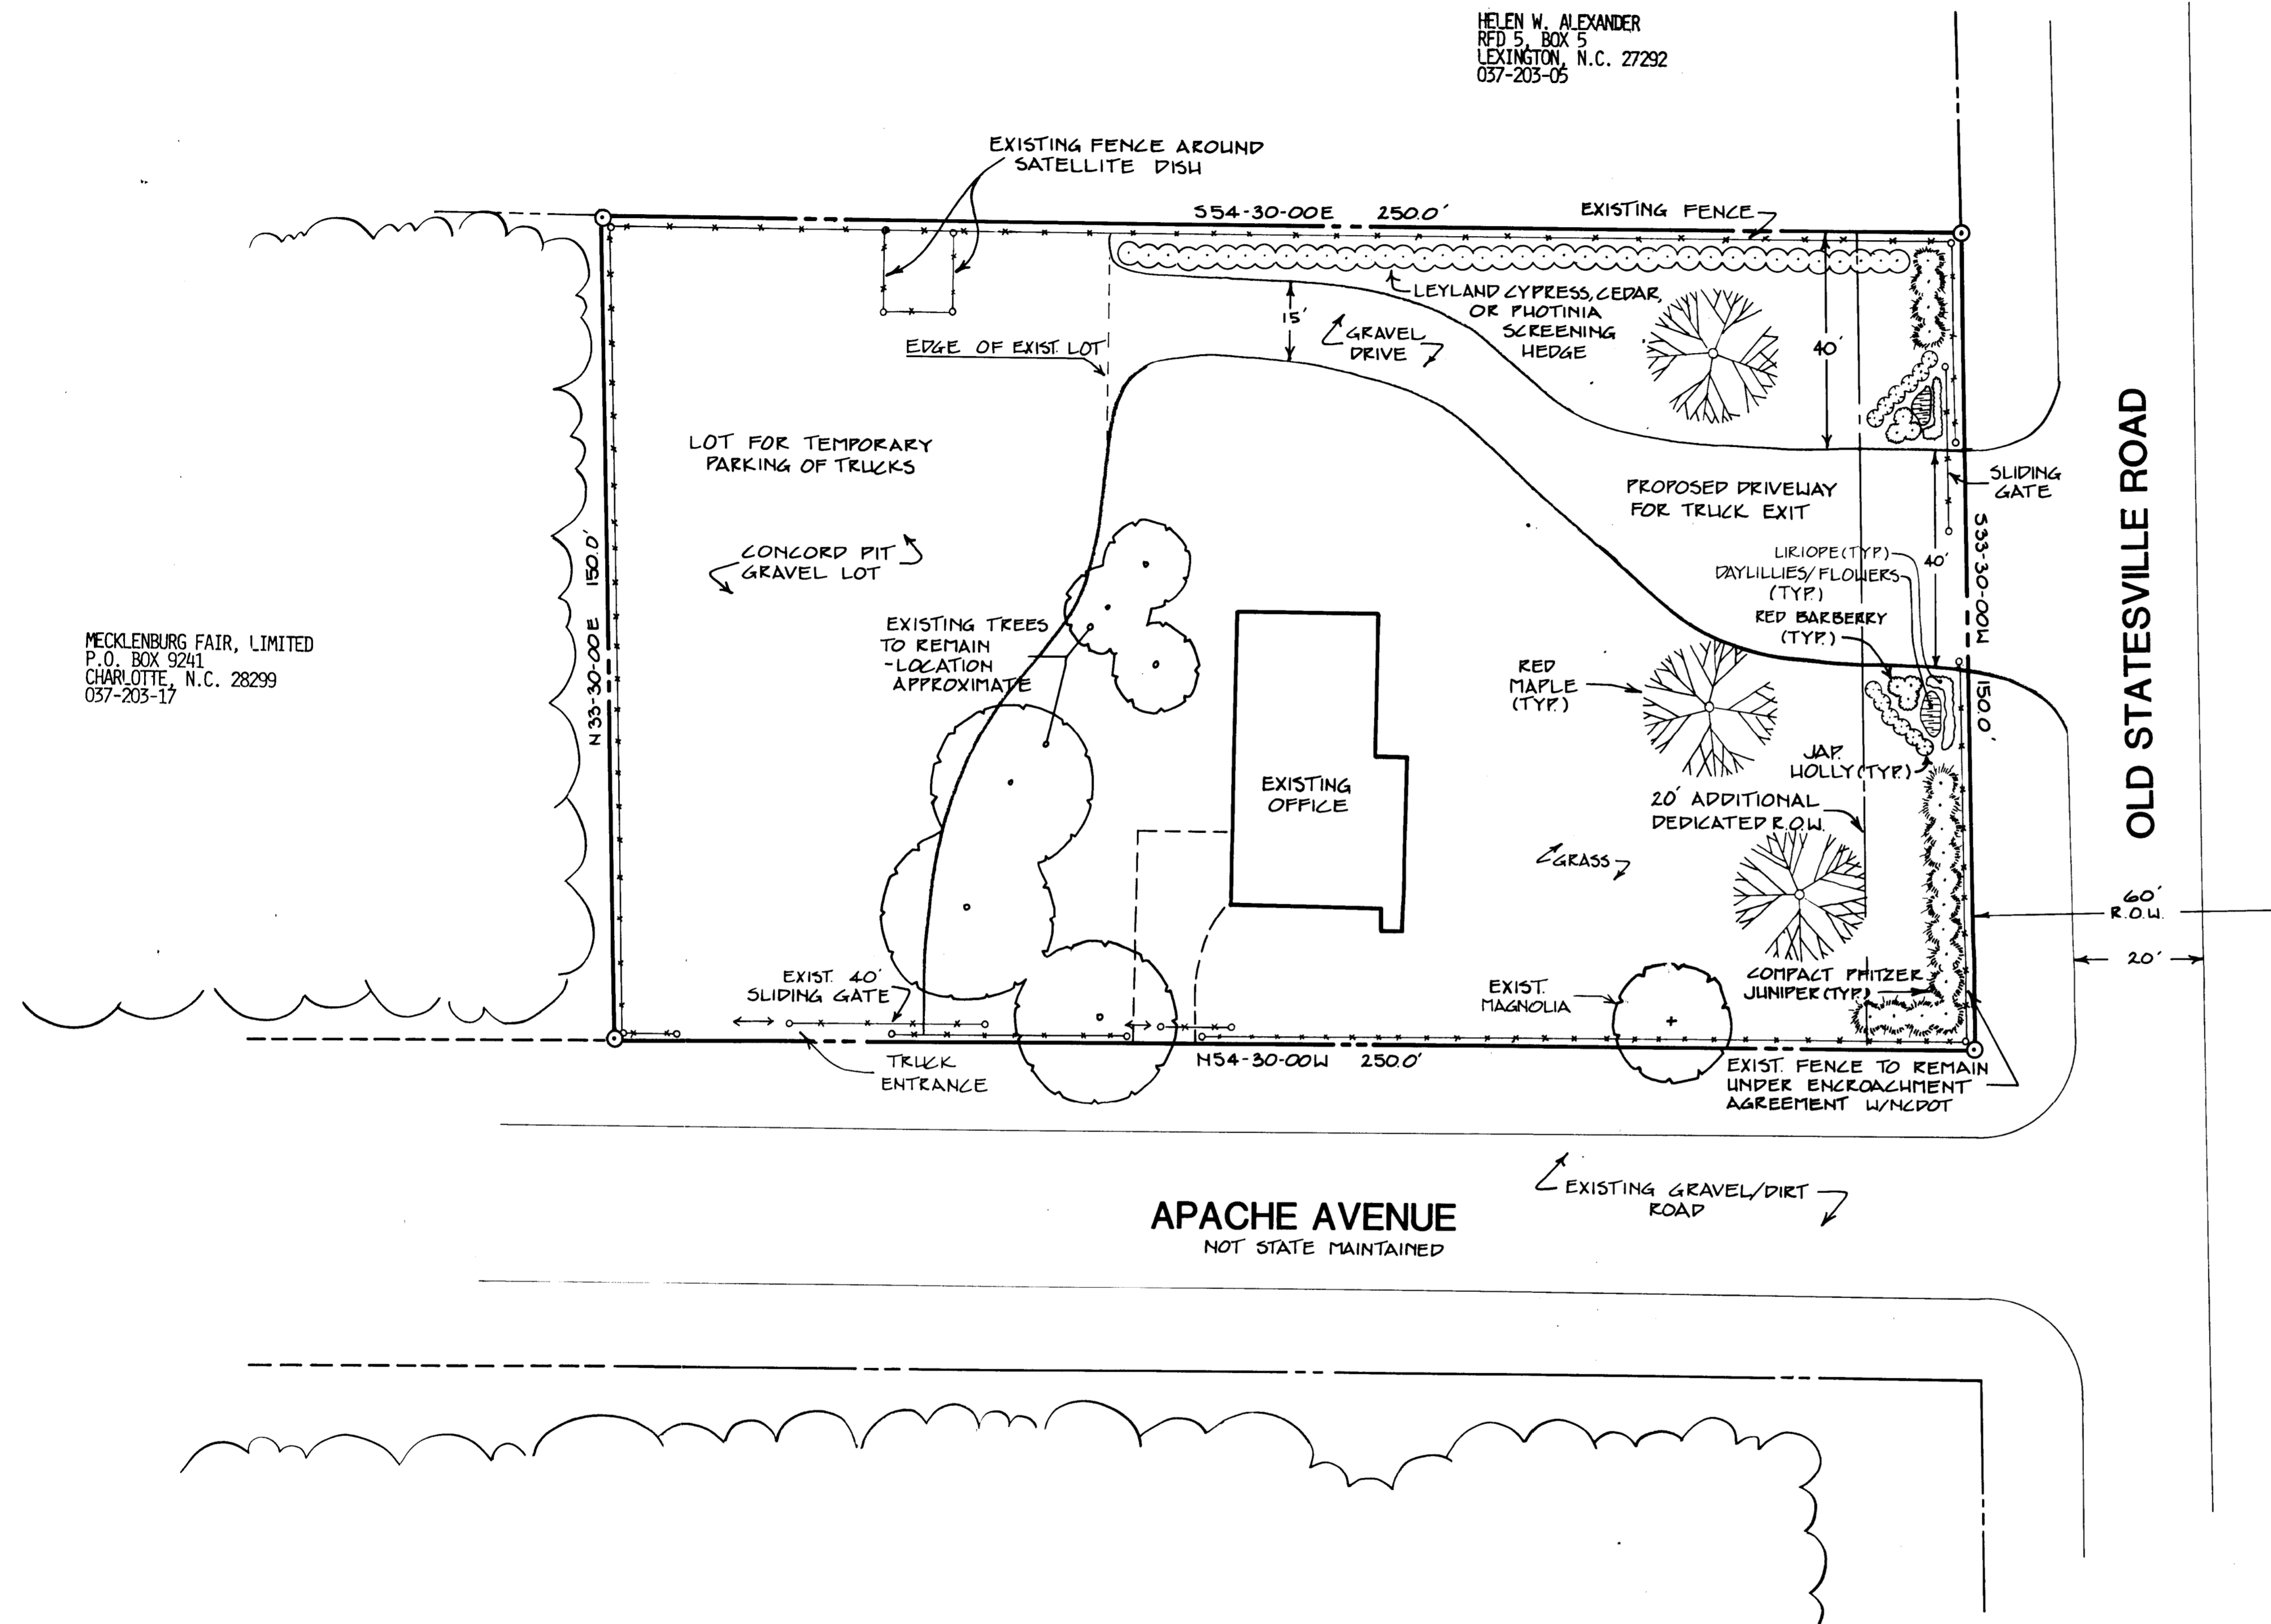 HELEN W. ALEXANDER
RFD 5, BOX 5
LEXINGTON, N.C. 27292
037-203-05
EXISTING FENCE AROUND
SATELLITE DISH
S54-30-00E 250.0'
EXISTING FENCE
LEYLAND CYPRESS, CEDAR,
OR PHOTINIA
SCREENING
HEDGE
15'
GRAVEL
DRIVE
40'
EDGE OF EXIST. LOT
LOT FOR TEMPORARY
PARKING OF TRUCKS
PROPOSED DRIVEWAY
FOR TRUCK EXIT
SLIDING
GATE
OLD STATESVILLE ROAD
CONCORD PIT
GRAVEL LOT
N33-30-00E 150.0'
S33-30-00W 150.0'
LIRIOPE (TYP.)
40'
DAYLILLIES/FLOWERS
(TYP.)
RED BARBERRY
(TYP.)
EXISTING TREES
TO REMAIN
-LOCATION
APPROXIMATE
MECKLENBURG FAIR, LIMITED
P.O. BOX 9241
CHARLOTTE, N.C. 28299
037-203-17
RED
MAPLE
(TYP.)
JAP.
HOLLY (TYP.)
EXISTING
OFFICE
20' ADDITIONAL
DEDICATED R.O.W.
GRASS
60'
R.O.W.
20'
EXIST. 40'
SLIDING GATE
EXIST.
MAGNOLIA
COMPACT PFITZER
JUNIPER (TYP.)
TRUCK
ENTRANCE
N54-30-00W 250.0'
EXIST. FENCE TO REMAIN
UNDER ENCROACHMENT
AGREEMENT W/NCDOT
EXISTING GRAVEL/DIRT
ROAD
APACHE AVENUE
NOT STATE MAINTAINED